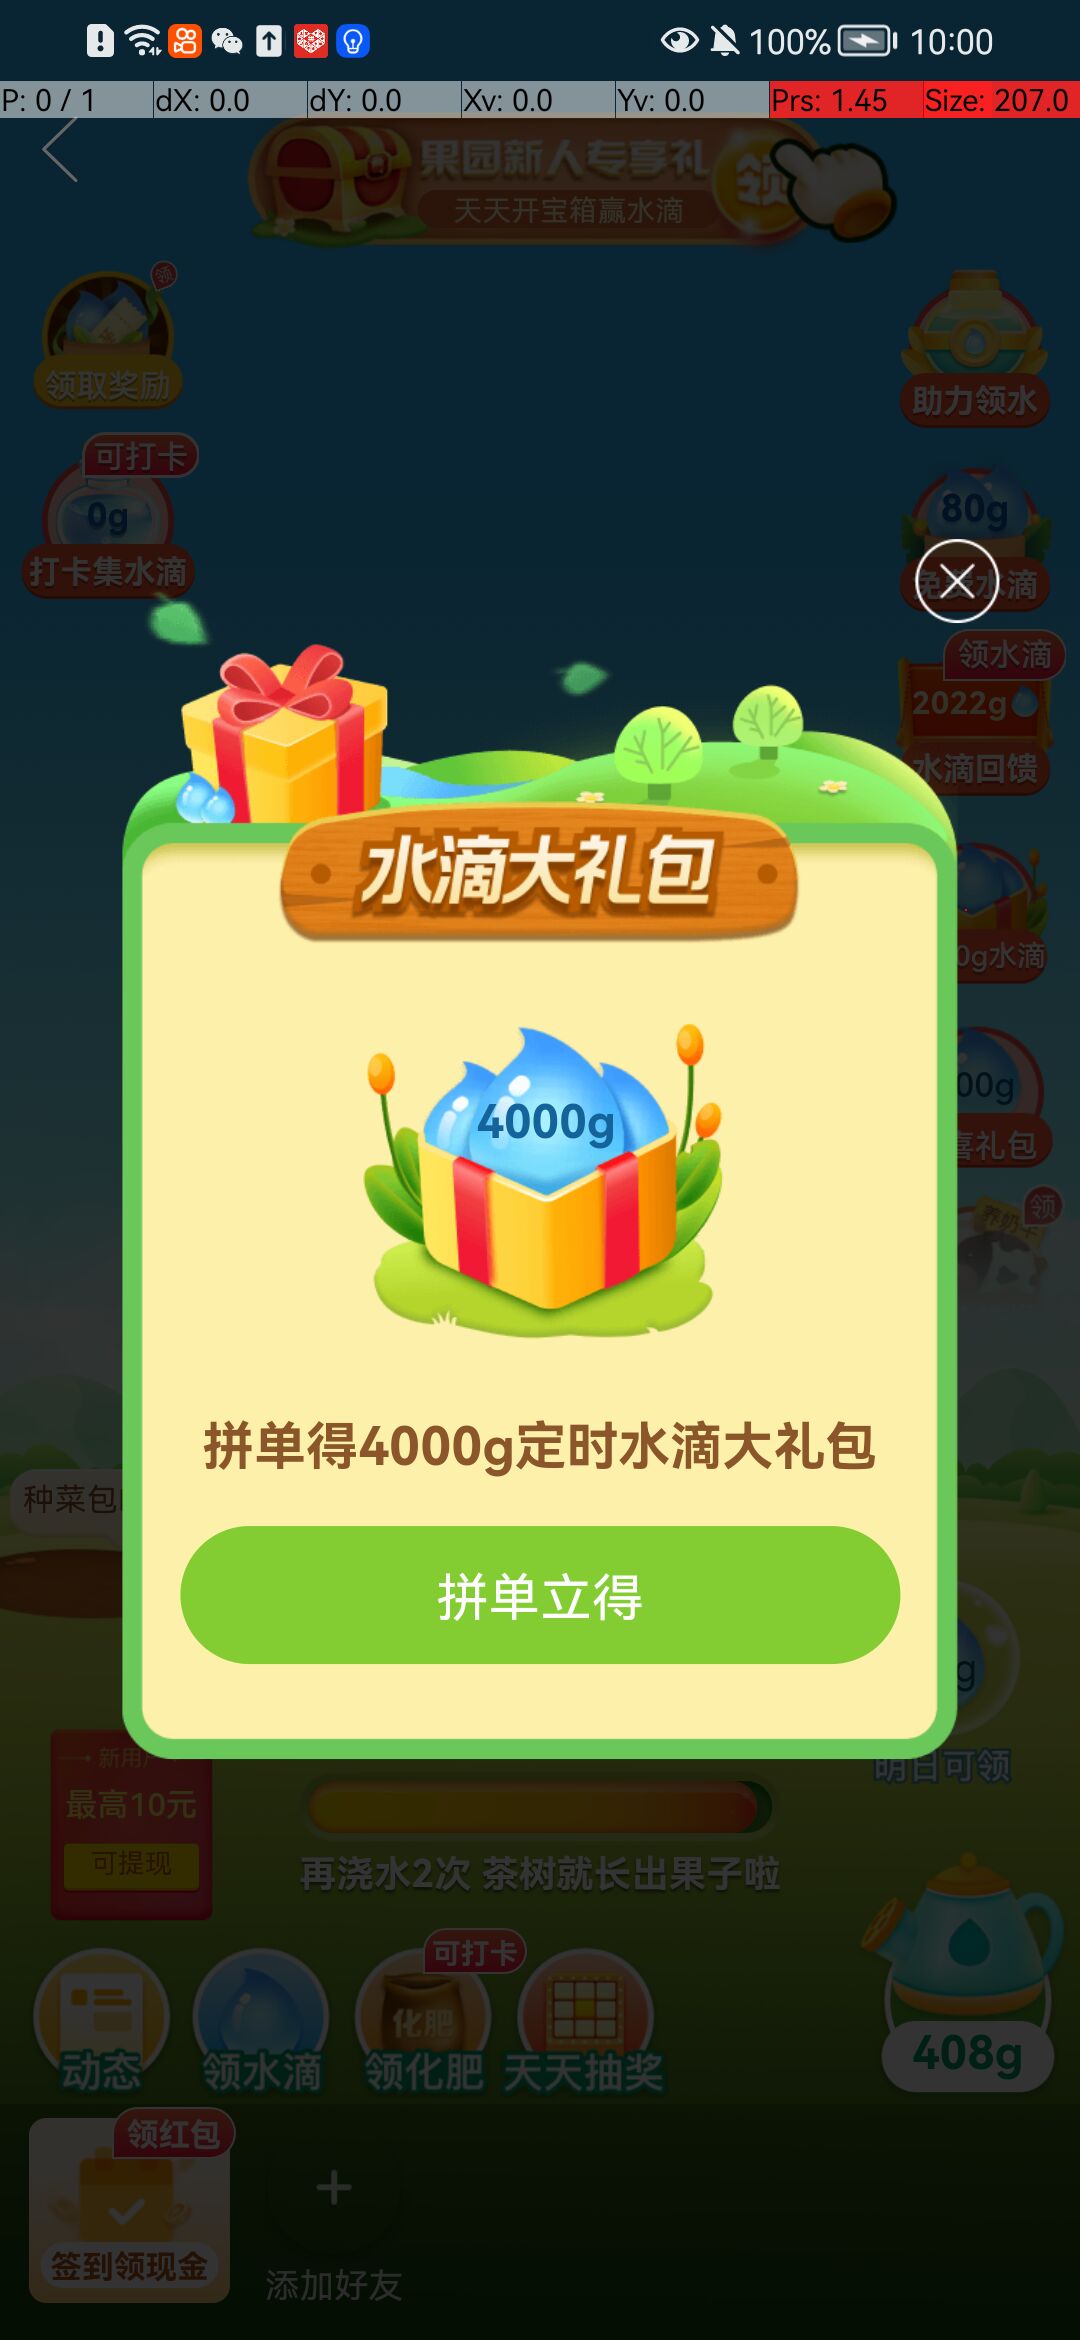 100% 10:00
P: 0 / 1 dX: 0.0 dY: 0.0 Xv: 0.0 Yv: 0.0 Prs: 1.45 Size: 207.0
果园新人专享礼
天天开宝箱赢水滴
领
领
领取奖励
助力领水
可打卡
0g
打卡集水滴
80g
免费水滴
领水滴
2022g
水滴回馈
水滴大礼包
0g水滴
4000g
00g
喜礼包
领
养奶牛
拼单得4000g定时水滴大礼包
种菜包
拼单立得
g
明日可领
新用户
最高10元
可提现
再浇水2次 茶树就长出果子啦
可打卡
化肥
动态
领水滴
领化肥
天天抽奖
408g
领红包
签到领现金
添加好友